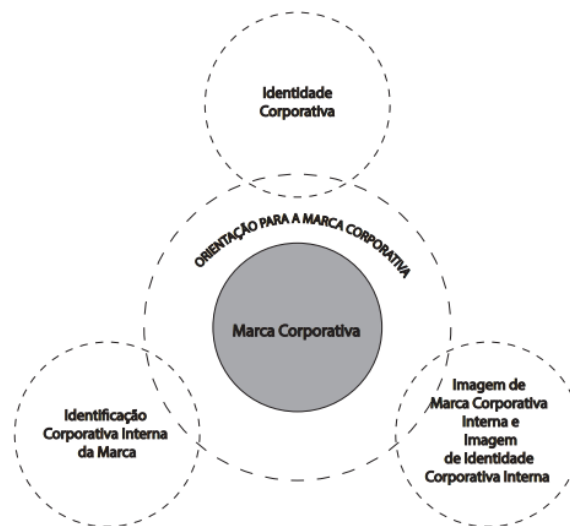 Identidade
Corporativa
ORIENTAÇÃO PARA A MARCA CORPORATIVA
Marca Corporativa
Identificação
Corporativa Interna
da Marca
Imagem de
Marca Corporativa
Interna e
Imagem
de Identidade
Corporativa Interna